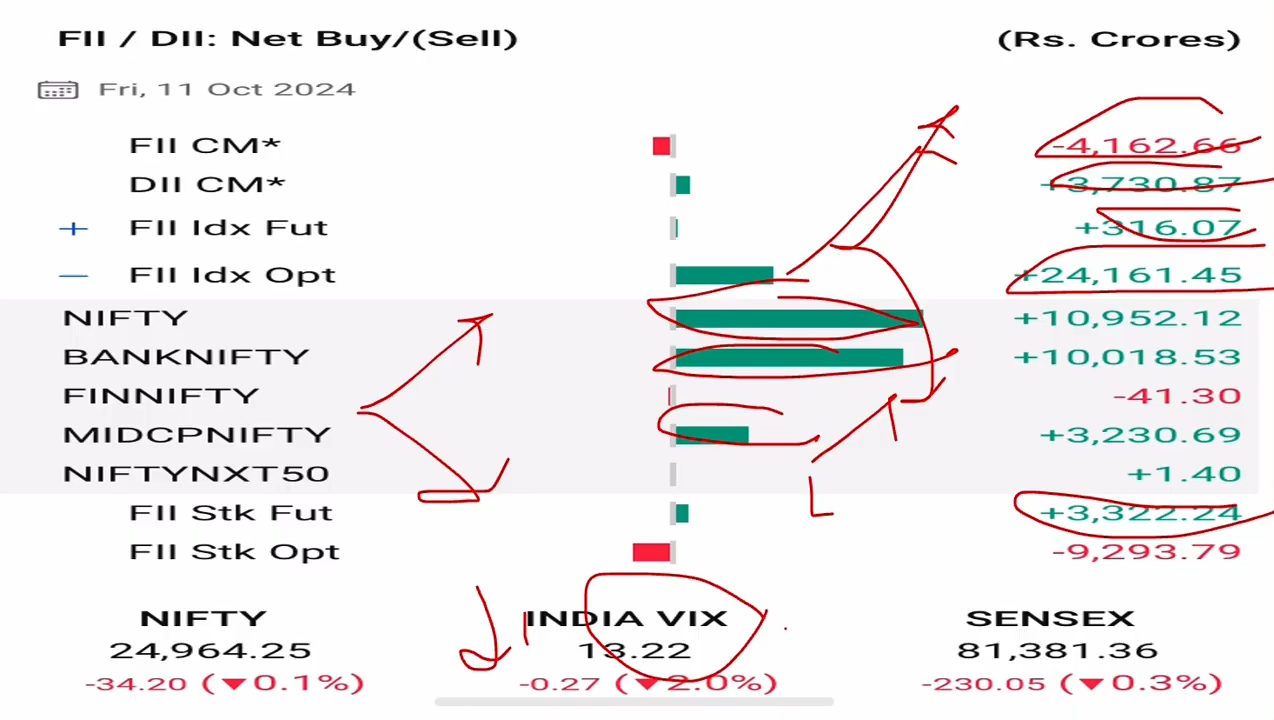 FII / DII: Net Buy/(Sell) (Rs. Crores)
Fri, 11 Oct 2024
FII CM* -4,162.66
DII CM* +3,730.87
+ FII Idx Fut +316.07
− FII Idx Opt +24,161.45
NIFTY +10,952.12
BANKNIFTY +10,018.53
FINNIFTY -41.30
MIDCPNIFTY +3,230.69
NIFTYNXT50 +1.40
FII Stk Fut +3,322.24
FII Stk Opt -9,293.79
NIFTY INDIA VIX SENSEX
24,964.25 13.22 81,381.36
-34.20 (▼0.1%) -0.27 (▼2.0%) -230.05 (▼0.3%)